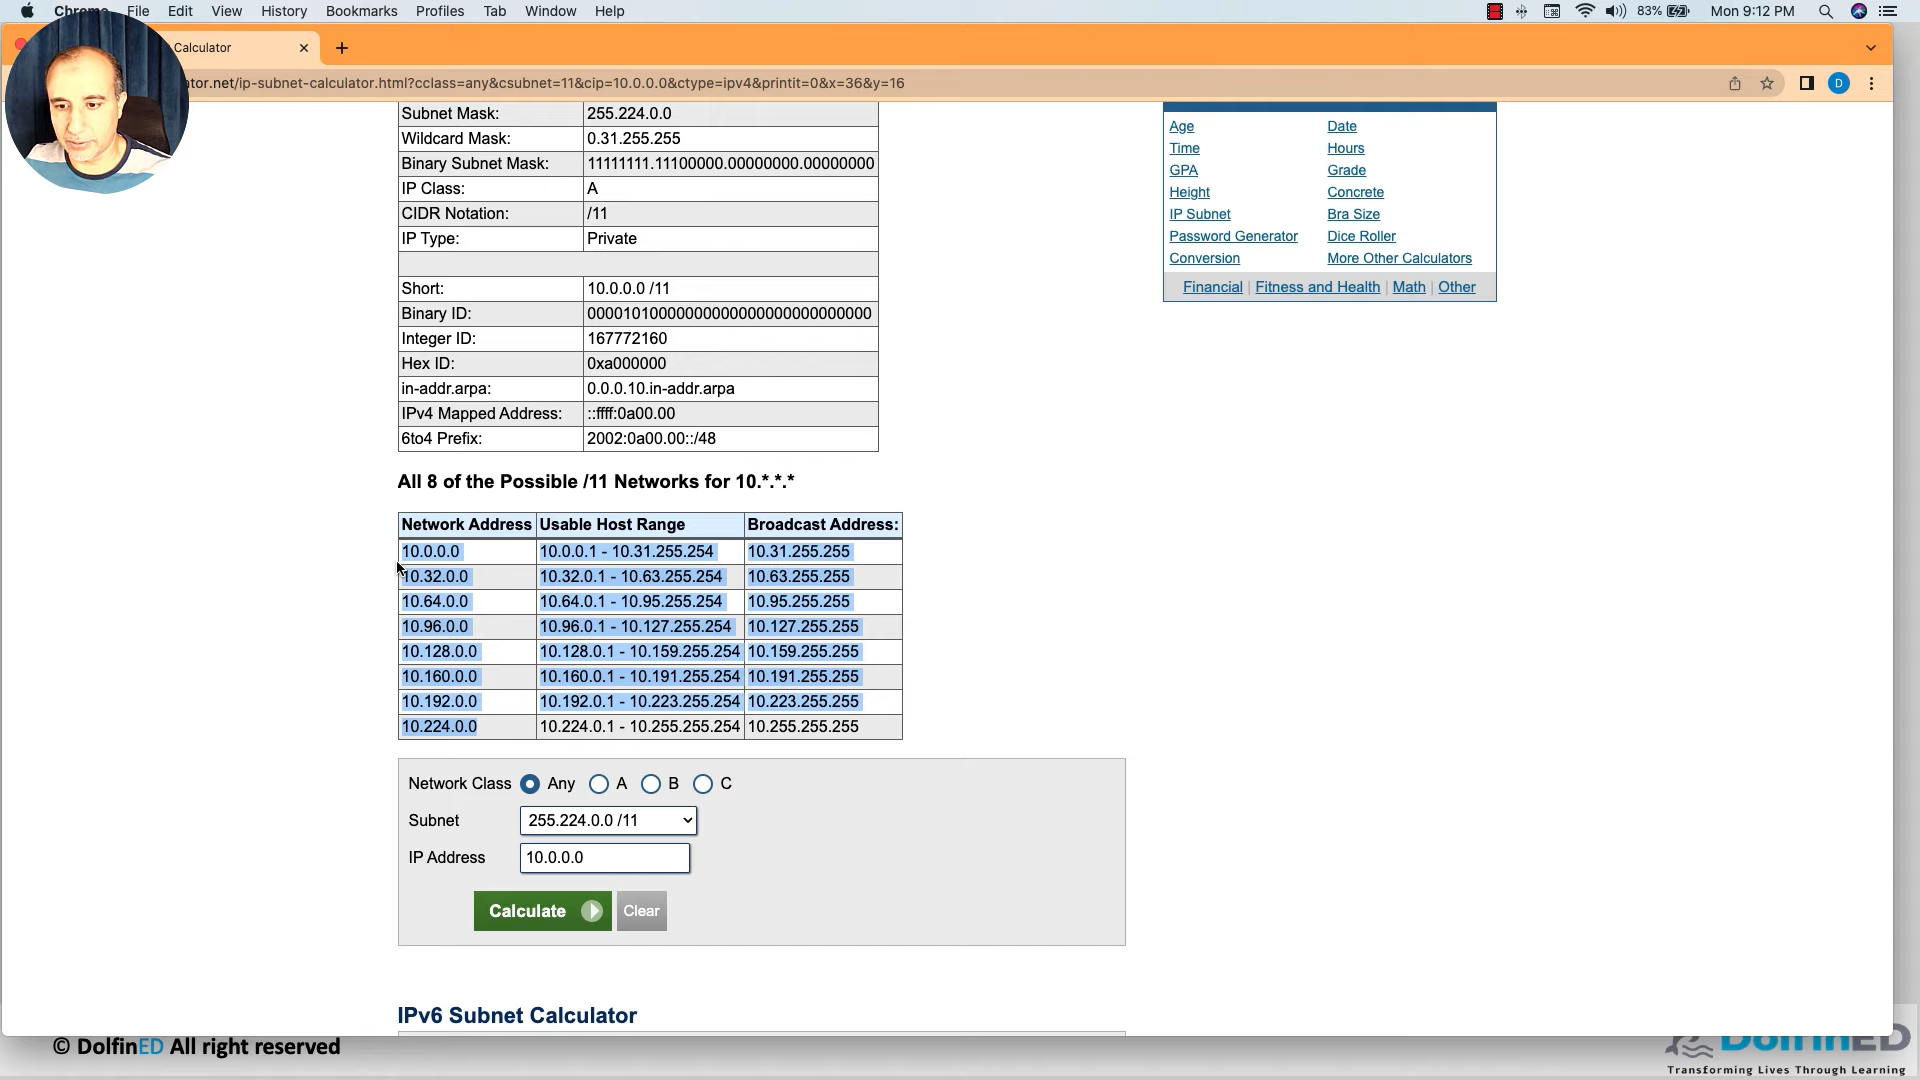 Chrome File Edit View History Bookmarks Profiles Tab Window Help 83% Mon 9:12 PM
Calculator
tor.net/ip-subnet-calculator.html?cclass=any&csubnet=11&cip=10.0.0.0&ctype=ipv4&printit=0&x=36&y=16 D
Subnet Mask: 255.224.0.0
Wildcard Mask: 0.31.255.255
Binary Subnet Mask: 11111111.11100000.00000000.00000000
IP Class: A
CIDR Notation: /11
IP Type: Private
Short: 10.0.0.0 /11
Binary ID: 00001010000000000000000000000000
Integer ID: 167772160
Hex ID: 0xa000000
in-addr.arpa: 0.0.0.10.in-addr.arpa
IPv4 Mapped Address: ::ffff:0a00.00
6to4 Prefix: 2002:0a00.00::/48
Age Date
Time Hours
GPA Grade
Height Concrete
IP Subnet Bra Size
Password Generator Dice Roller
Conversion More Other Calculators
Financial | Fitness and Health | Math | Other
All 8 of the Possible /11 Networks for 10.*.*.*
Network Address Usable Host Range Broadcast Address:
10.0.0.0 10.0.0.1 - 10.31.255.254 10.31.255.255
10.32.0.0 10.32.0.1 - 10.63.255.254 10.63.255.255
10.64.0.0 10.64.0.1 - 10.95.255.254 10.95.255.255
10.96.0.0 10.96.0.1 - 10.127.255.254 10.127.255.255
10.128.0.0 10.128.0.1 - 10.159.255.254 10.159.255.255
10.160.0.0 10.160.0.1 - 10.191.255.254 10.191.255.255
10.192.0.0 10.192.0.1 - 10.223.255.254 10.223.255.255
10.224.0.0 10.224.0.1 - 10.255.255.254 10.255.255.255
Network Class Any A B C
Subnet 255.224.0.0 /11
IP Address 10.0.0.0
Calculate Clear
IPv6 Subnet Calculator
© DolfinED All right reserved
DolfinED
Transforming Lives Through Learning